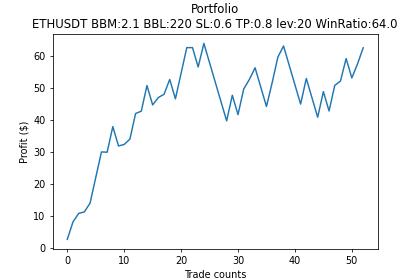 Portfolio
ETHUSDT BBM:2.1 BBL:220 SL:0.6 TP:0.8 lev:20 WinRatio:64.0
60
50
40
30
20
10
0
Profit ($)
0 10 20 30 40 50
Trade counts